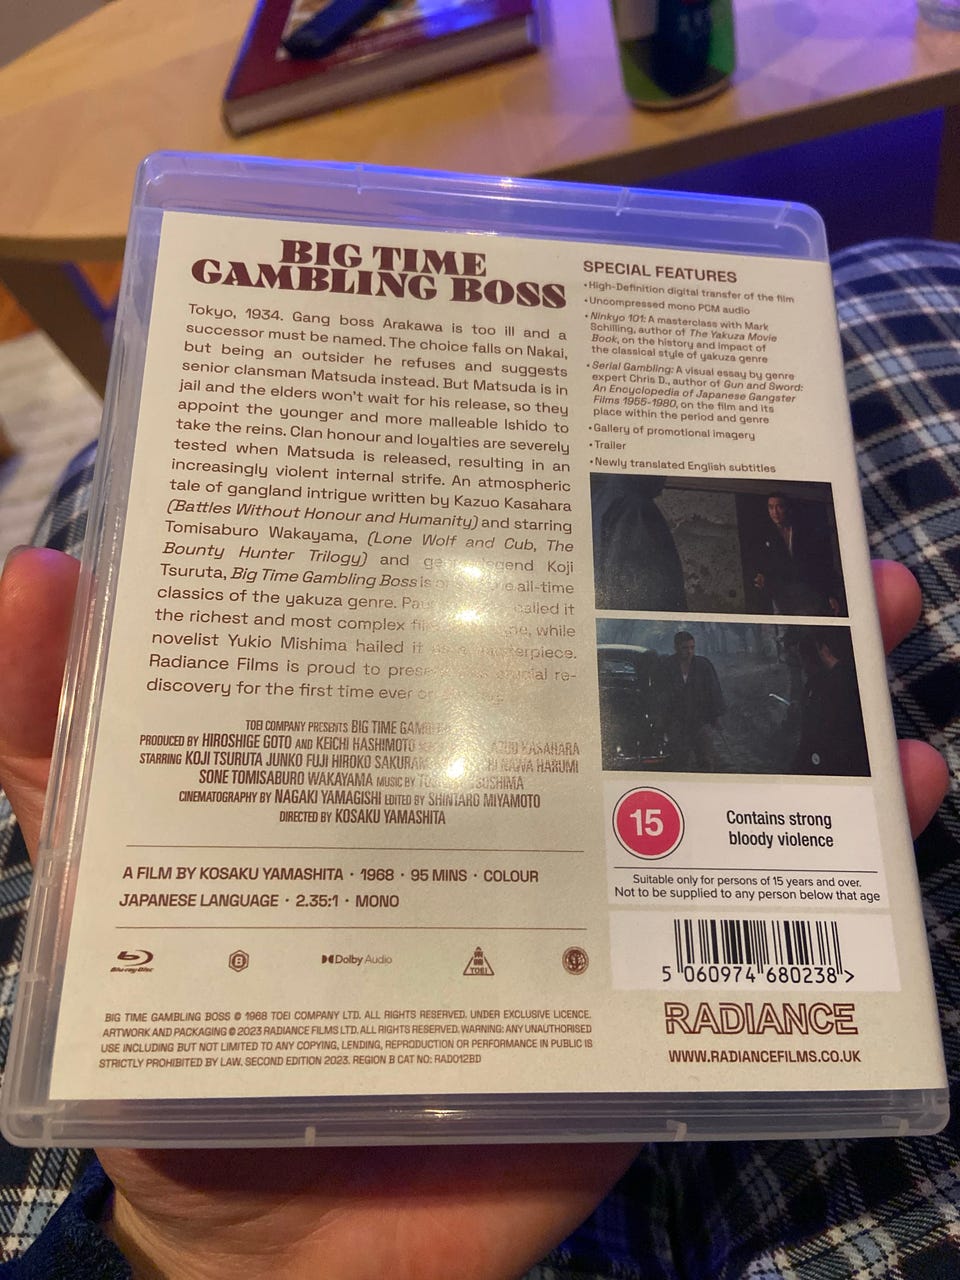 BIG TIME
GAMBLING BOSS
Tokyo, 1934. Gang boss Arakawa is too ill and a
successor must be named. The choice falls on Nakai,
but being an outsider he refuses and suggests
senior clansman Matsuda instead. But Matsuda is in
jail and the elders won't wait for his release, so they
appoint the younger and more malleable Ishido to
take the reins. Clan honour and loyalties are severely
tested when Matsuda is released, resulting in an
increasingly violent internal strife. An atmospheric
tale of gangland intrigue written by Kazuo Kasahara
(Battles Without Honour and Humanity) and starring
Tomisaburo Wakayama, (Lone Wolf and Cub, The
Bounty Hunter Trilogy) and legend Koji
Tsuruta, Big Time Gambling Boss is all-time
classics of the yakuza genre. called it
the richest and most complex while
novelist Yukio Mishima hailed it masterpiece.
Radiance Films is proud to crucial re-
discovery for the first time ever
TOEI COMPANY PRESENTS BIG TIME
PRODUCED BY HIROSHIGE GOTO AND KEICHI HASHIMOTO KASAHARA
STARRING KOJI TSURUTA JUNKO FUJI HIROKO NAWA HARUMI
SONE TOMISABURO WAKAYAMA MUSIC BY
CINEMATOGRAPHY BY NAGAKI YAMAGISHI EDITED BY SHINTARO MIYAMOTO
DIRECTED BY KOSAKU YAMASHITA
A FILM BY KOSAKU YAMASHITA · 1968 · 95 MINS · COLOUR
JAPANESE LANGUAGE · 2.35:1 · MONO
Blu-ray Disc B Dolby Audio TOEI
BIG TIME GAMBLING BOSS © 1968 TOEI COMPANY LTD. ALL RIGHTS RESERVED. UNDER EXCLUSIVE LICENCE.
ARTWORK AND PACKAGING © 2023 RADIANCE FILMS LTD. ALL RIGHTS RESERVED. WARNING: ANY UNAUTHORISED
USE INCLUDING BUT NOT LIMITED TO ANY COPYING, LENDING, REPRODUCTION OR PERFORMANCE IN PUBLIC IS
STRICTLY PROHIBITED BY LAW. SECOND EDITION 2023. REGION B CAT NO: RAD012BD
SPECIAL FEATURES
• High-Definition digital transfer of the film
• Uncompressed mono PCM audio
• Ninkyo 101: A masterclass with Mark
Schilling, author of The Yakuza Movie
Book, on the history and impact of
the classical style of yakuza genre
• Serial Gambling: A visual essay by genre
expert Chris D., author of Gun and Sword:
An Encyclopedia of Japanese Gangster
Films 1955-1980, on the film and its
place within the period and genre
• Gallery of promotional imagery
• Trailer
• Newly translated English subtitles
15
Contains strong
bloody violence
Suitable only for persons of 15 years and over.
Not to be supplied to any person below that age
5 060974 680238 >
RADIANCE
WWW.RADIANCEFILMS.CO.UK